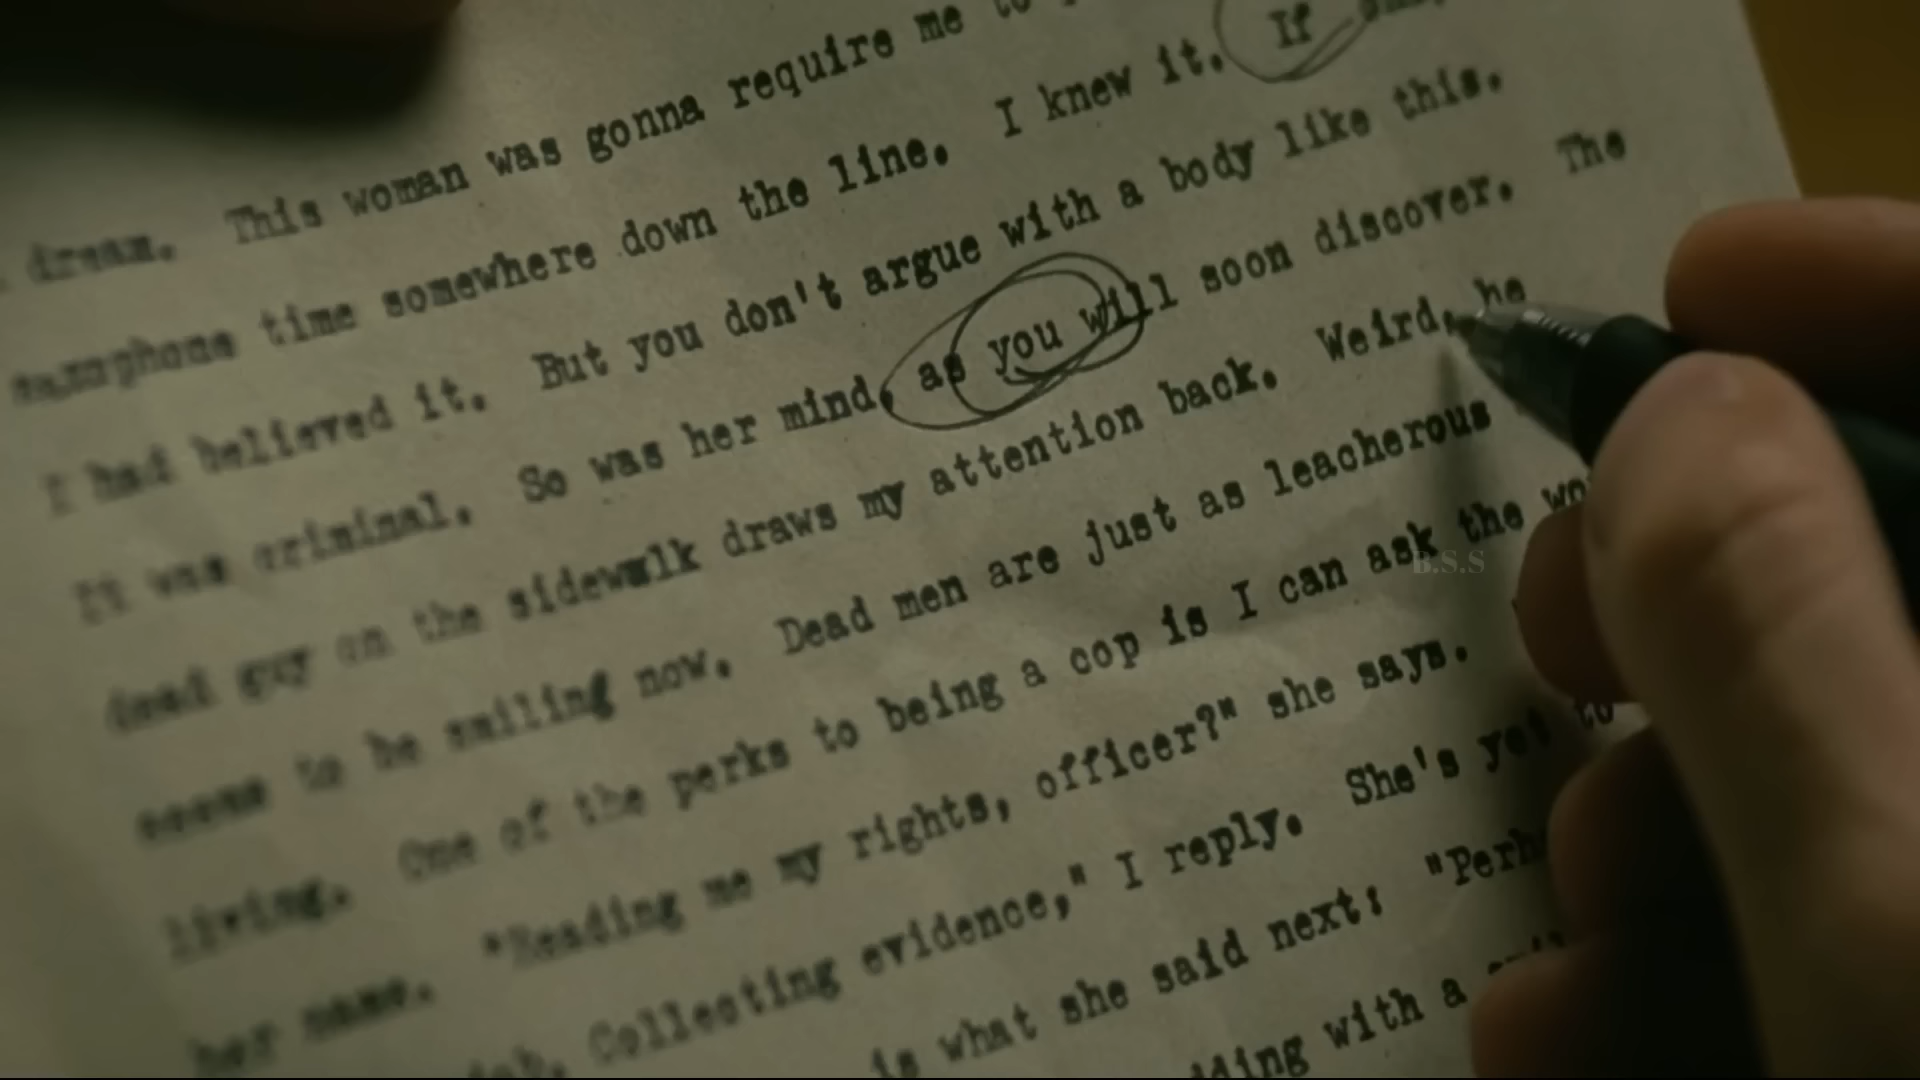 dream.  This woman was gonna require me to
saxophone time somewhere down the line.  I knew it.  If
I had believed it.  But you don't argue with a body like this.
It was criminal.  So was her mind, as you will soon discover.  The
dead guy on the sidewalk draws my attention back.  Weird, he
seems to be smiling now.  Dead men are just as leacherous
living.  One of the perks to being a cop is I can ask the
her name.  "Reading me my rights, officer?" she says.
job. Collecting evidence," I reply.  She's yet to
is what she said next:
with a
B.S.S